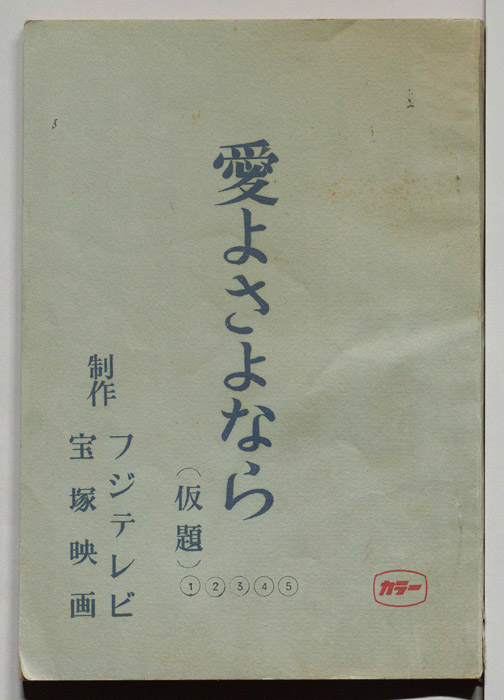 愛よさよなら
（仮題）
①②③④⑤
制作
フジテレビ
宝塚映画
カラー